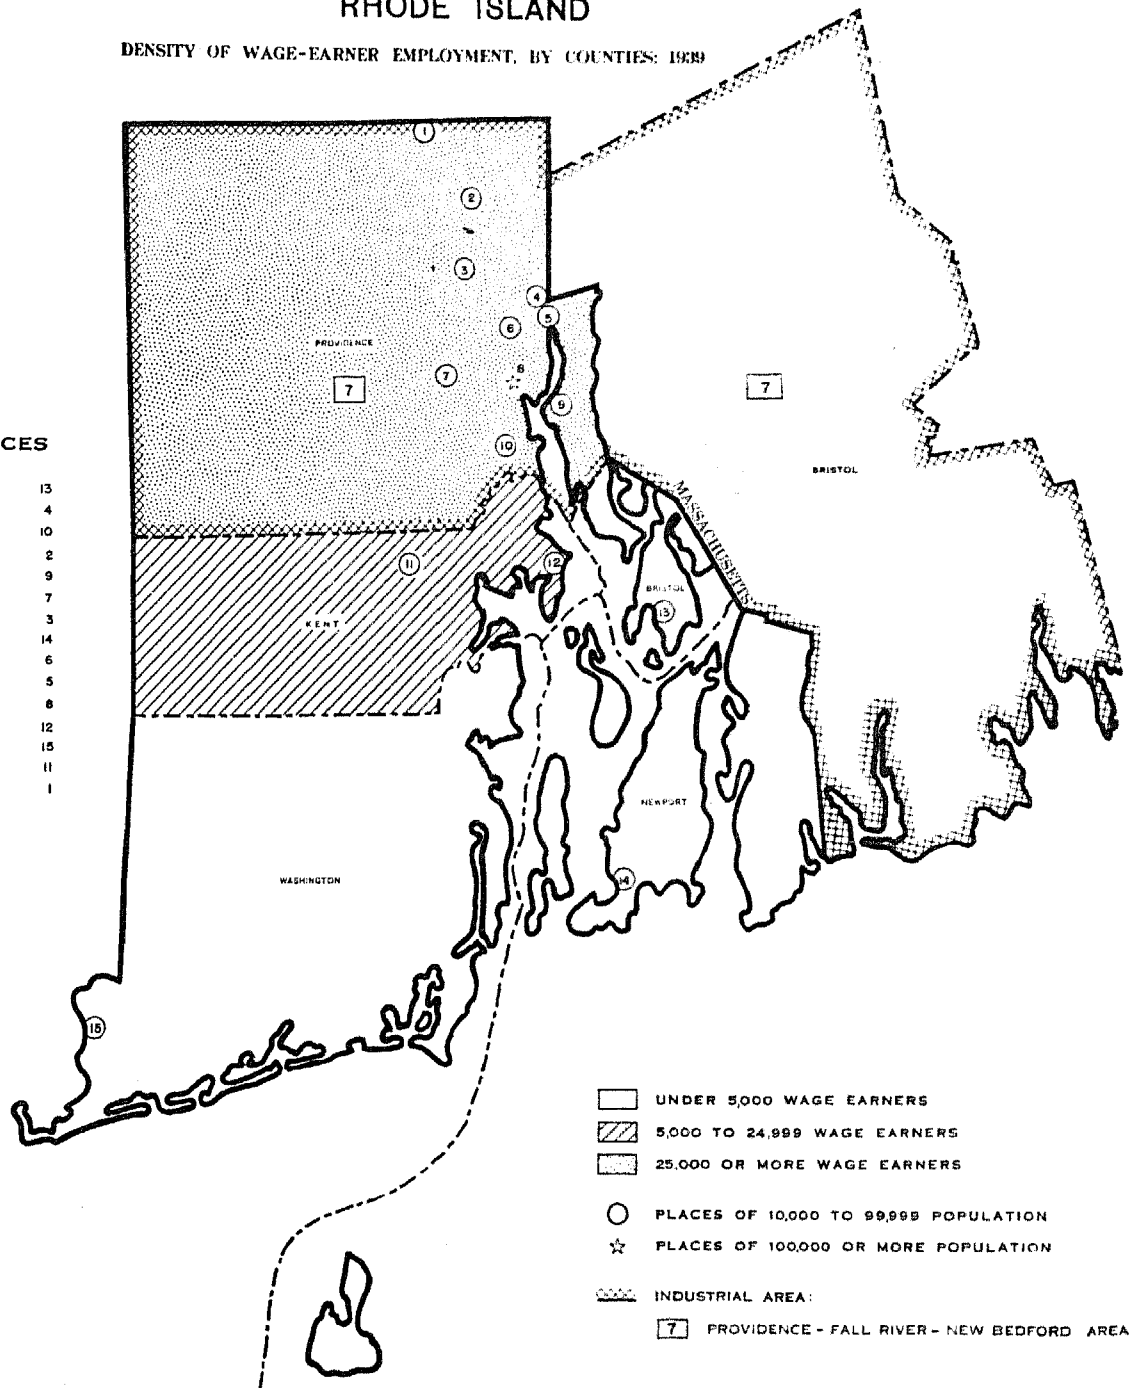 RHODE ISLAND
DENSITY OF WAGE-EARNER EMPLOYMENT, BY COUNTIES: 1939
1
2
3
4
5
6
PROVIDENCE
7
8
7
7
9
CES
10
BRISTOL
13
4
10
2
9
7
3
14
6
5
8
12
15
11
1
MASSACHUSETTS
11
12
BRISTOL
13
KENT
NEWPORT
WASHINGTON
14
15
UNDER 5,000 WAGE EARNERS
5,000 TO 24,999 WAGE EARNERS
25,000 OR MORE WAGE EARNERS
PLACES OF 10,000 TO 99,999 POPULATION
PLACES OF 100,000 OR MORE POPULATION
INDUSTRIAL AREA:
7 PROVIDENCE - FALL RIVER - NEW BEDFORD AREA